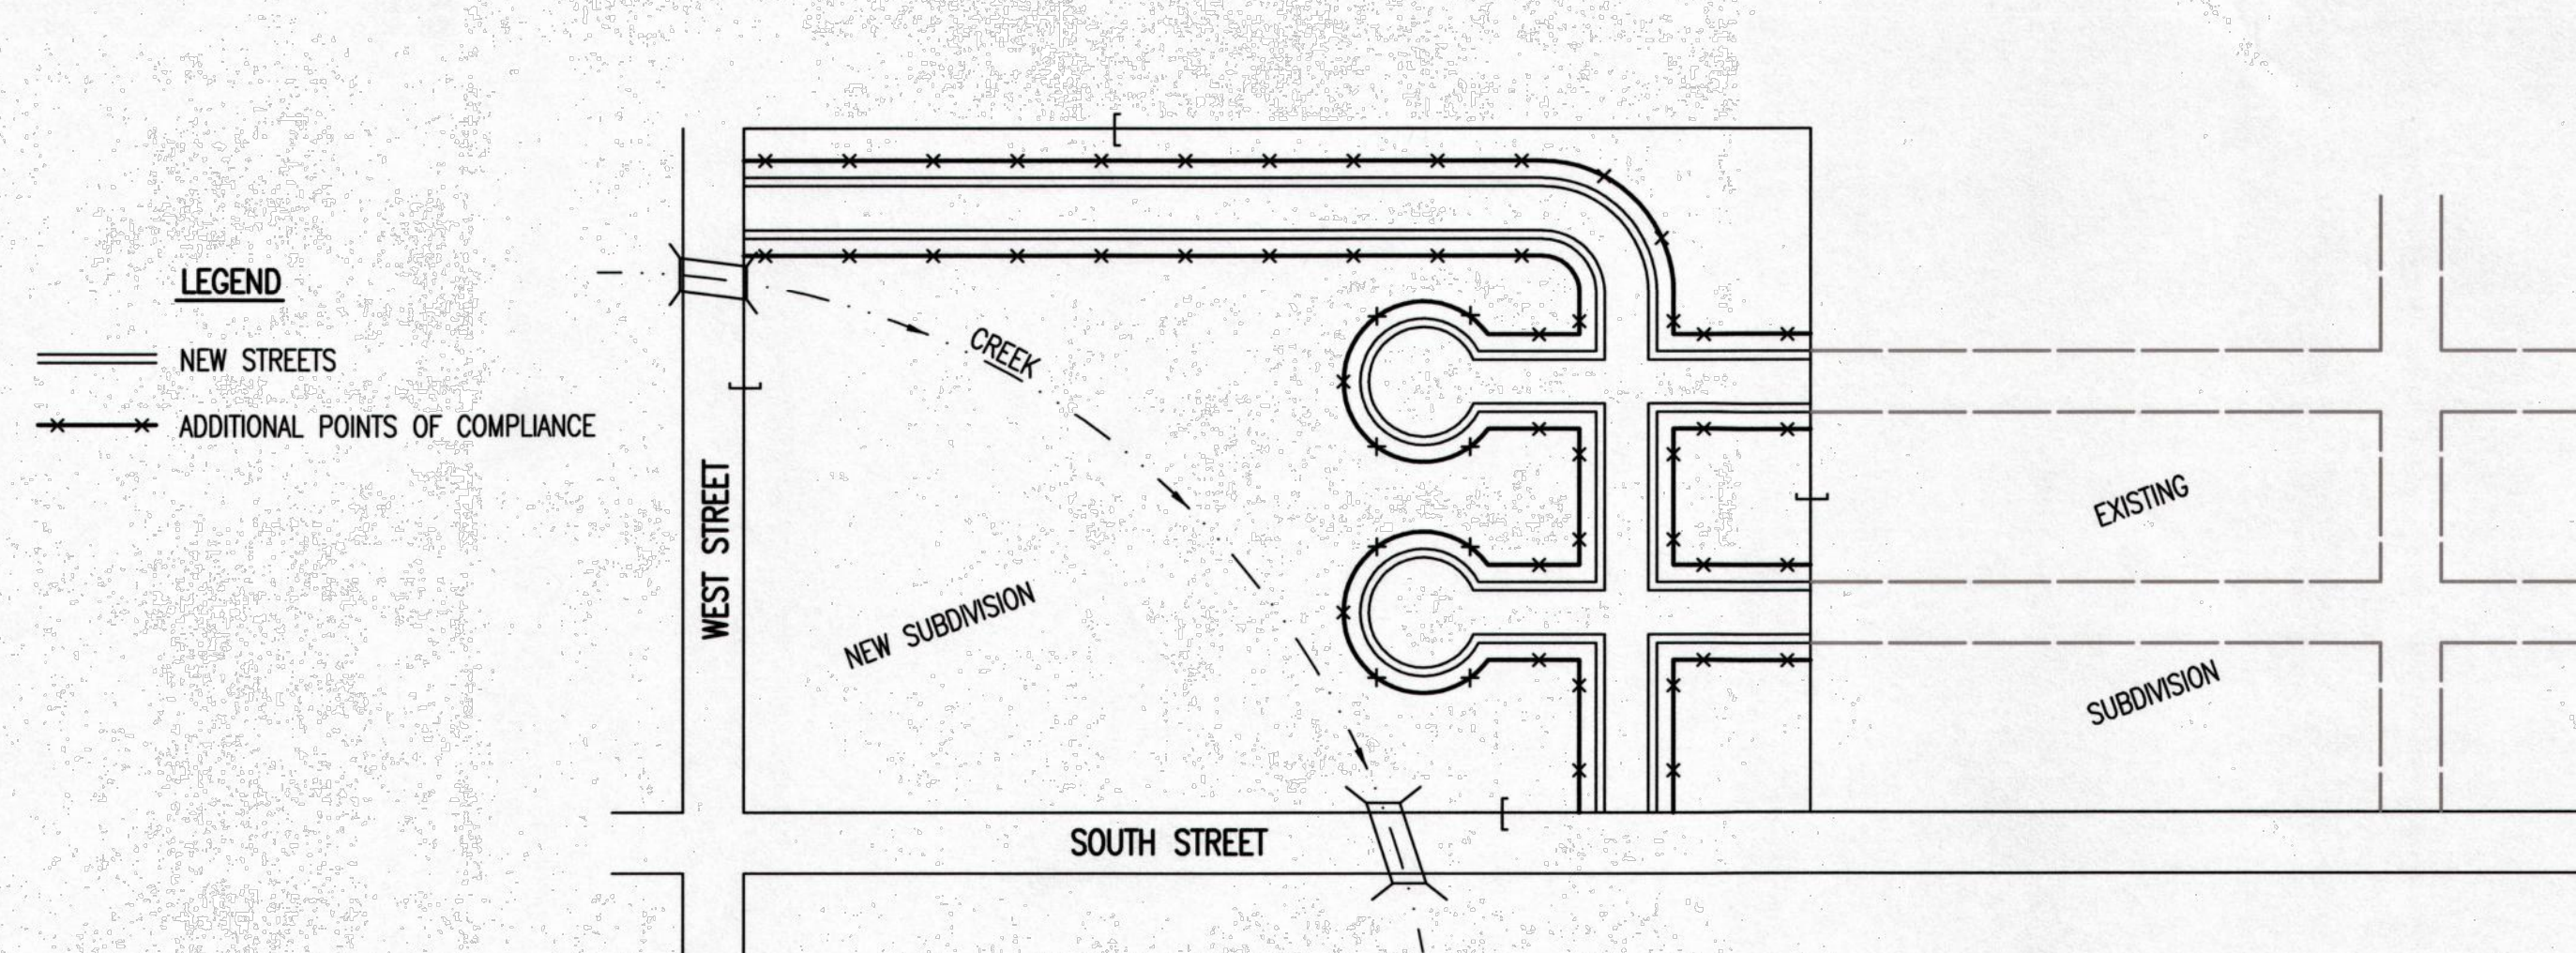 LEGEND
NEW STREETS
ADDITIONAL POINTS OF COMPLIANCE
CREEK
WEST STREET
NEW SUBDIVISION
SOUTH STREET
EXISTING
SUBDIVISION